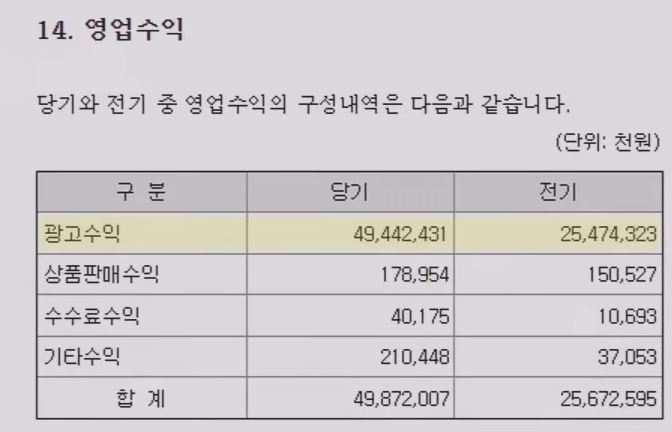 14. 영업수익
당기와 전기 중 영업수익의 구성내역은 다음과 같습니다.
(단위: 천원)
구 분 당기 전기
광고수익 49,442,431 25,474,323
상품판매수익 178,954 150,527
수수료수익 40,175 10,693
기타수익 210,448 37,053
합 계 49,872,007 25,672,595